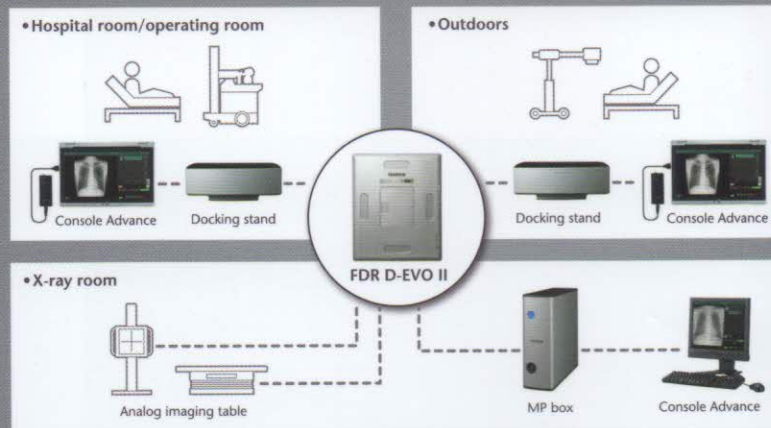 •Hospital room/operating room
Console Advance
Docking stand
•Outdoors
Docking stand
Console Advance
FDR D-EVO II
•X-ray room
Analog imaging table
MP box
Console Advance